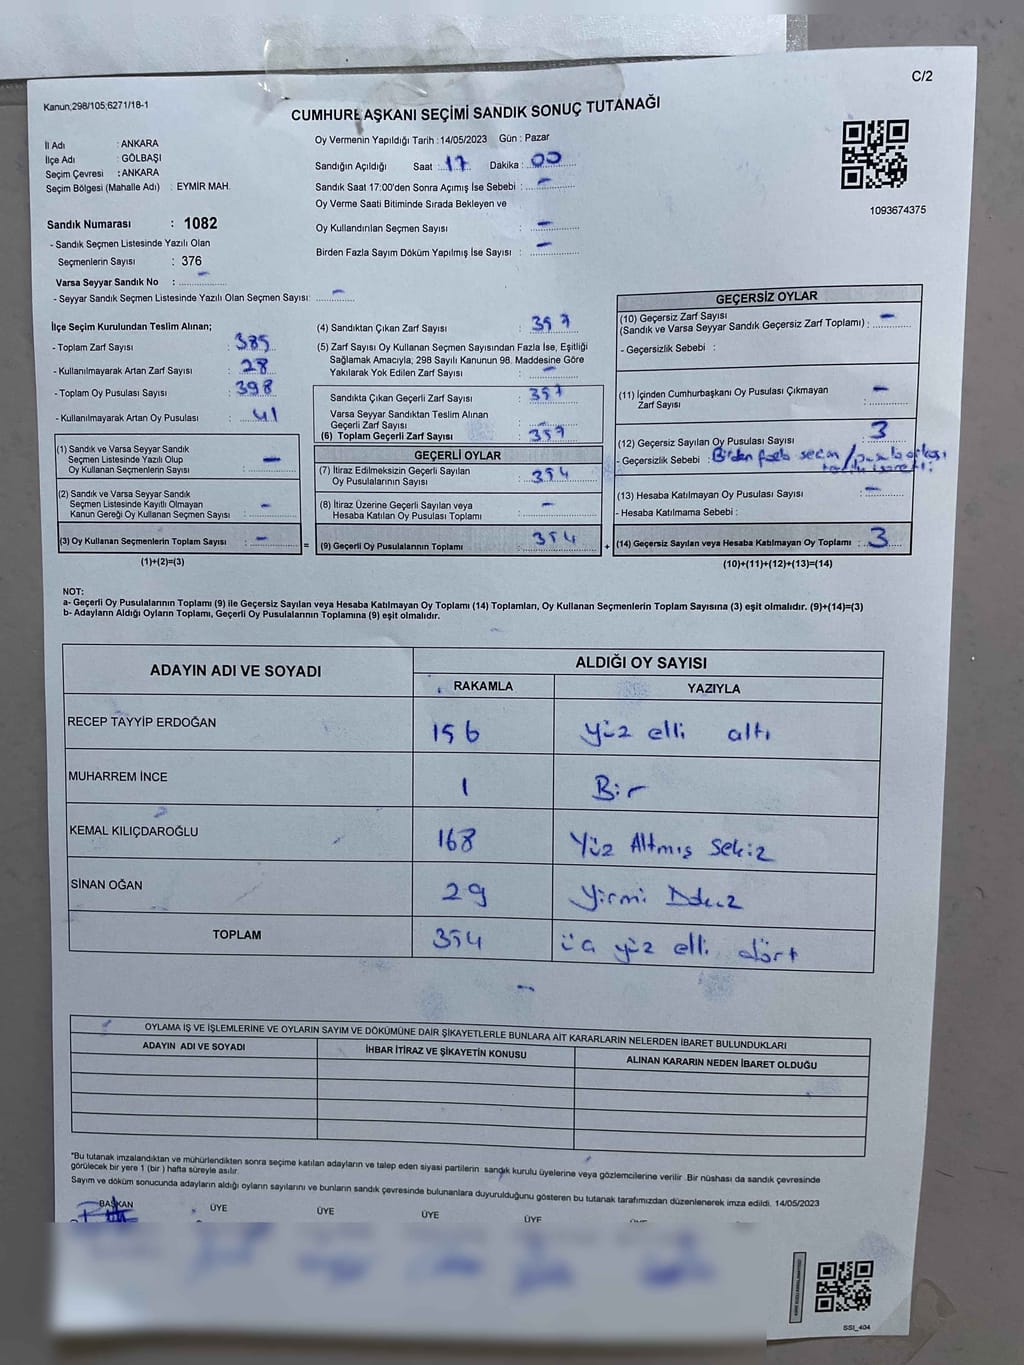 C/2
Kanun;298/105,6271/18-1
CUMHURBAŞKANI SEÇİMİ SANDIK SONUÇ TUTANAĞI
İl Adı : ANKARA
İlçe Adı : GÖLBAŞI
Seçim Çevresi : ANKARA
Seçim Bölgesi (Mahalle Adı) : EYMİR MAH.
Oy Vermenin Yapıldığı Tarih : 14/05/2023 Gün : Pazar
Sandığın Açıldığı Saat : 17 Dakika : 00
Sandık Saat 17:00'den Sonra Açımış İse Sebebi : -
Oy Verme Saati Bitiminde Sırada Bekleyen ve
Oy Kullandırılan Seçmen Sayısı : -
Birden Fazla Sayım Döküm Yapılmış İse Sayısı : -
1093674375
Sandık Numarası : 1082
- Sandık Seçmen Listesinde Yazılı Olan
Seçmenlerin Sayısı : 376
Varsa Seyyar Sandık No : -
- Seyyar Sandık Seçmen Listesinde Yazılı Olan Seçmen Sayısı: -
İlçe Seçim Kurulundan Teslim Alınan;
- Toplam Zarf Sayısı : 385
- Kullanılmayarak Artan Zarf Sayısı : 28
- Toplam Oy Pusulası Sayısı : 398
- Kullanılmayarak Artan Oy Pusulası : 41
(1) Sandık ve Varsa Seyyar Sandık
Seçmen Listesinde Yazılı Olup
Oy Kullanan Seçmenlerin Sayısı : -
(2) Sandık ve Varsa Seyyar Sandık
Seçmen Listesinde Kayıtlı Olmayan
Kanun Gereği Oy Kullanan Seçmen Sayısı : -
(3) Oy Kullanan Seçmenlerin Toplam Sayısı : -
(1)+(2)=(3)
(4) Sandıktan Çıkan Zarf Sayısı : 357
(5) Zarf Sayısı Oy Kullanan Seçmen Sayısından Fazla İse, Eşitliği
Sağlamak Amacıyla, 298 Sayılı Kanunun 98. Maddesine Göre
Yakılarak Yok Edilen Zarf Sayısı : -
Sandıkta Çıkan Geçerli Zarf Sayısı : 357
Varsa Seyyar Sandıktan Teslim Alınan
Geçerli Zarf Sayısı : -
(6) Toplam Geçerli Zarf Sayısı : 357
GEÇERLİ OYLAR
(7) İtiraz Edilmeksizin Geçerli Sayılan
Oy Pusulalarının Sayısı : 354
(8) İtiraz Üzerine Geçerli Sayılan veya
Hesaba Katılan Oy Pusulası Toplamı : -
= (9) Geçerli Oy Pusulalarının Toplamı : 354
GEÇERSİZ OYLAR
(10) Geçersiz Zarf Sayısı
(Sandık ve Varsa Seyyar Sandık Geçersiz Zarf Toplamı) : -
- Geçersizlik Sebebi :
(11) İçinden Cumhurbaşkanı Oy Pusulası Çıkmayan
Zarf Sayısı : -
(12) Geçersiz Sayılan Oy Pusulası Sayısı : 3
- Geçersizlik Sebebi : Birden fazla seçim / pusula arkası
(13) Hesaba Katılmayan Oy Pusulası Sayısı : -
- Hesaba Katılmama Sebebi :
+ (14) Geçersiz Sayılan veya Hesaba Katılmayan Oy Toplamı : 3
(10)+(11)+(12)+(13)=(14)
NOT:
a- Geçerli Oy Pusulalarının Toplamı (9) ile Geçersiz Sayılan veya Hesaba Katılmayan Oy Toplamı (14) Toplamları, Oy Kullanan Seçmenlerin Toplam Sayısına (3) eşit olmalıdır. (9)+(14)=(3)
b- Adayların Aldığı Oyların Toplamı, Geçerli Oy Pusulalarının Toplamına (9) eşit olmalıdır.
ADAYIN ADI VE SOYADI
ALDIĞI OY SAYISI
RAKAMLA YAZIYLA
RECEP TAYYİP ERDOĞAN 156 Yüz elli altı
MUHARREM İNCE 1 Bir
KEMAL KILIÇDAROĞLU 168 Yüz Altmış Sekiz
SİNAN OĞAN 29 Yirmi Dokuz
TOPLAM 354 üç yüz elli dört
OYLAMA İŞ VE İŞLEMLERİNE VE OYLARIN SAYIM VE DÖKÜMÜNE DAİR ŞİKAYETLERLE BUNLARA AİT KARARLARIN NELERDEN İBARET BULUNDUKLARI
ADAYIN ADI VE SOYADI İHBAR İTİRAZ VE ŞİKAYETİN KONUSU ALINAN KARARIN NEDEN İBARET OLDUĞU
"Bu tutanak imzalandıktan ve mühürlendikten sonra seçime katılan adayların ve talep eden siyasi partilerin sandık kurulu üyelerine veya gözlemcilerine verilir. Bir nüshası da sandık çevresinde
görülecek bir yere 1 (bir ) hafta süreyle asılır.
Sayım ve döküm sonucunda adayların aldığı oyların sayılarını ve bunların sandık çevresinde bulunanlara duyurulduğunu gösteren bu tutanak tarafımızdan düzenlenerek imza edildi. 14/05/2023
BAŞKAN ÜYE ÜYE ÜYE ÜYE
SSI_404